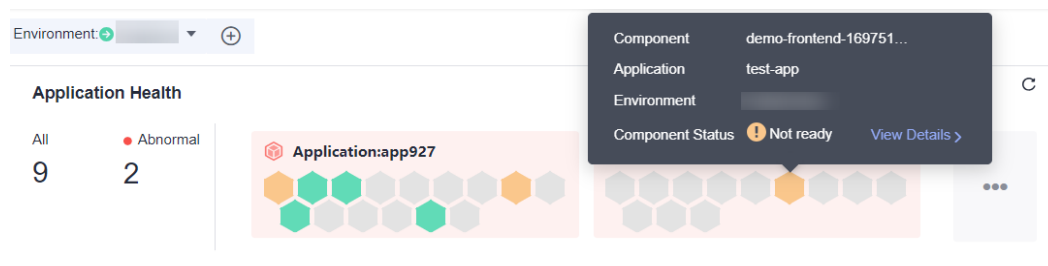 Environment:
Component demo-frontend-169751...
Application test-app
Environment
Component Status Not ready View Details >
Application Health
All Abnormal
9 2
Application:app927